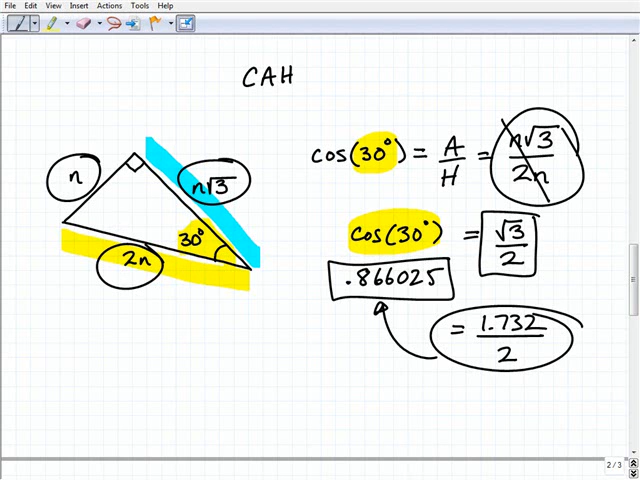 File Edit View Insert Actions Tools Help
CAH
n
n√3
30°
2n
cos(30°) = A/H = n√3/2n
cos(30°) = √3/2
.866025
= 1.732/2
2 / 3